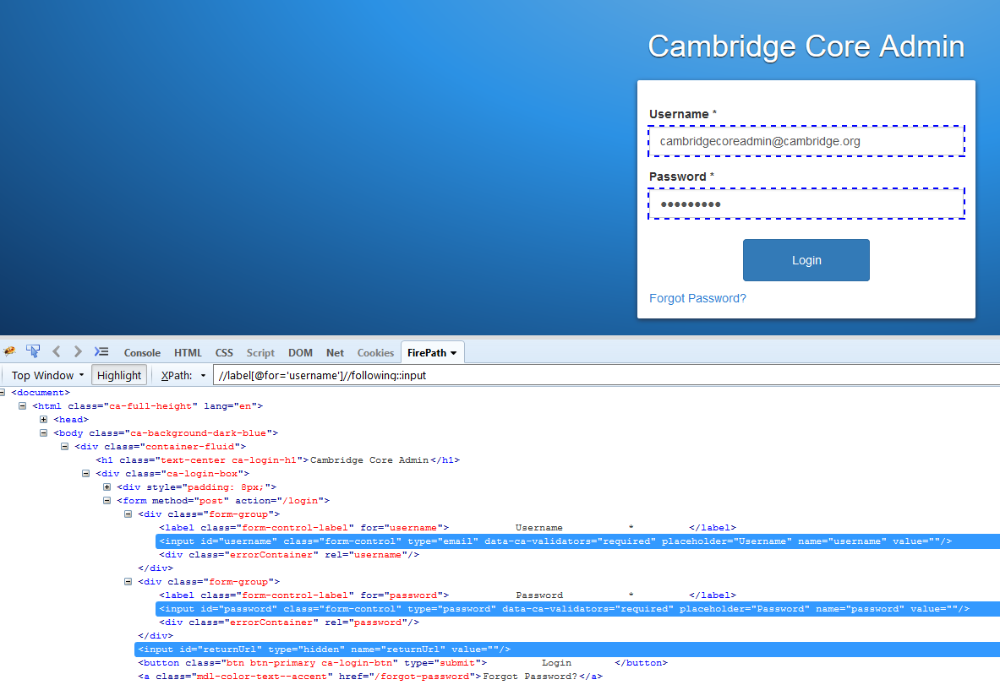 Cambridge Core Admin
Username *
cambridgecoreadmin@cambridge.org
Password *
●●●●●●●●●
Login
Forgot Password?
Console HTML CSS Script DOM Net Cookies FirePath
Top Window Highlight XPath: //label[@for='username']//following::input
<document>
<html class="ca-full-height" lang="en">
<head>
<body class="ca-background-dark-blue">
<div class="container-fluid">
<h1 class="text-center ca-login-h1">Cambridge Core Admin</h1>
<div class="ca-login-box">
<div style="padding: 8px;">
<form method="post" action="/login">
<div class="form-group">
<label class="form-control-label" for="username"> Username * </label>
<input id="username" class="form-control" type="email" data-ca-validators="required" placeholder="Username" name="username" value=""/>
<div class="errorContainer" rel="username"/>
</div>
<div class="form-group">
<label class="form-control-label" for="password"> Password * </label>
<input id="password" class="form-control" type="password" data-ca-validators="required" placeholder="Password" name="password" value=""/>
<div class="errorContainer" rel="password"/>
</div>
<input id="returnUrl" type="hidden" name="returnUrl" value=""/>
<button class="btn btn-primary ca-login-btn" type="submit"> Login </button>
<a class="mdl-color-text--accent" href="/forgot-password">Forgot Password?</a>